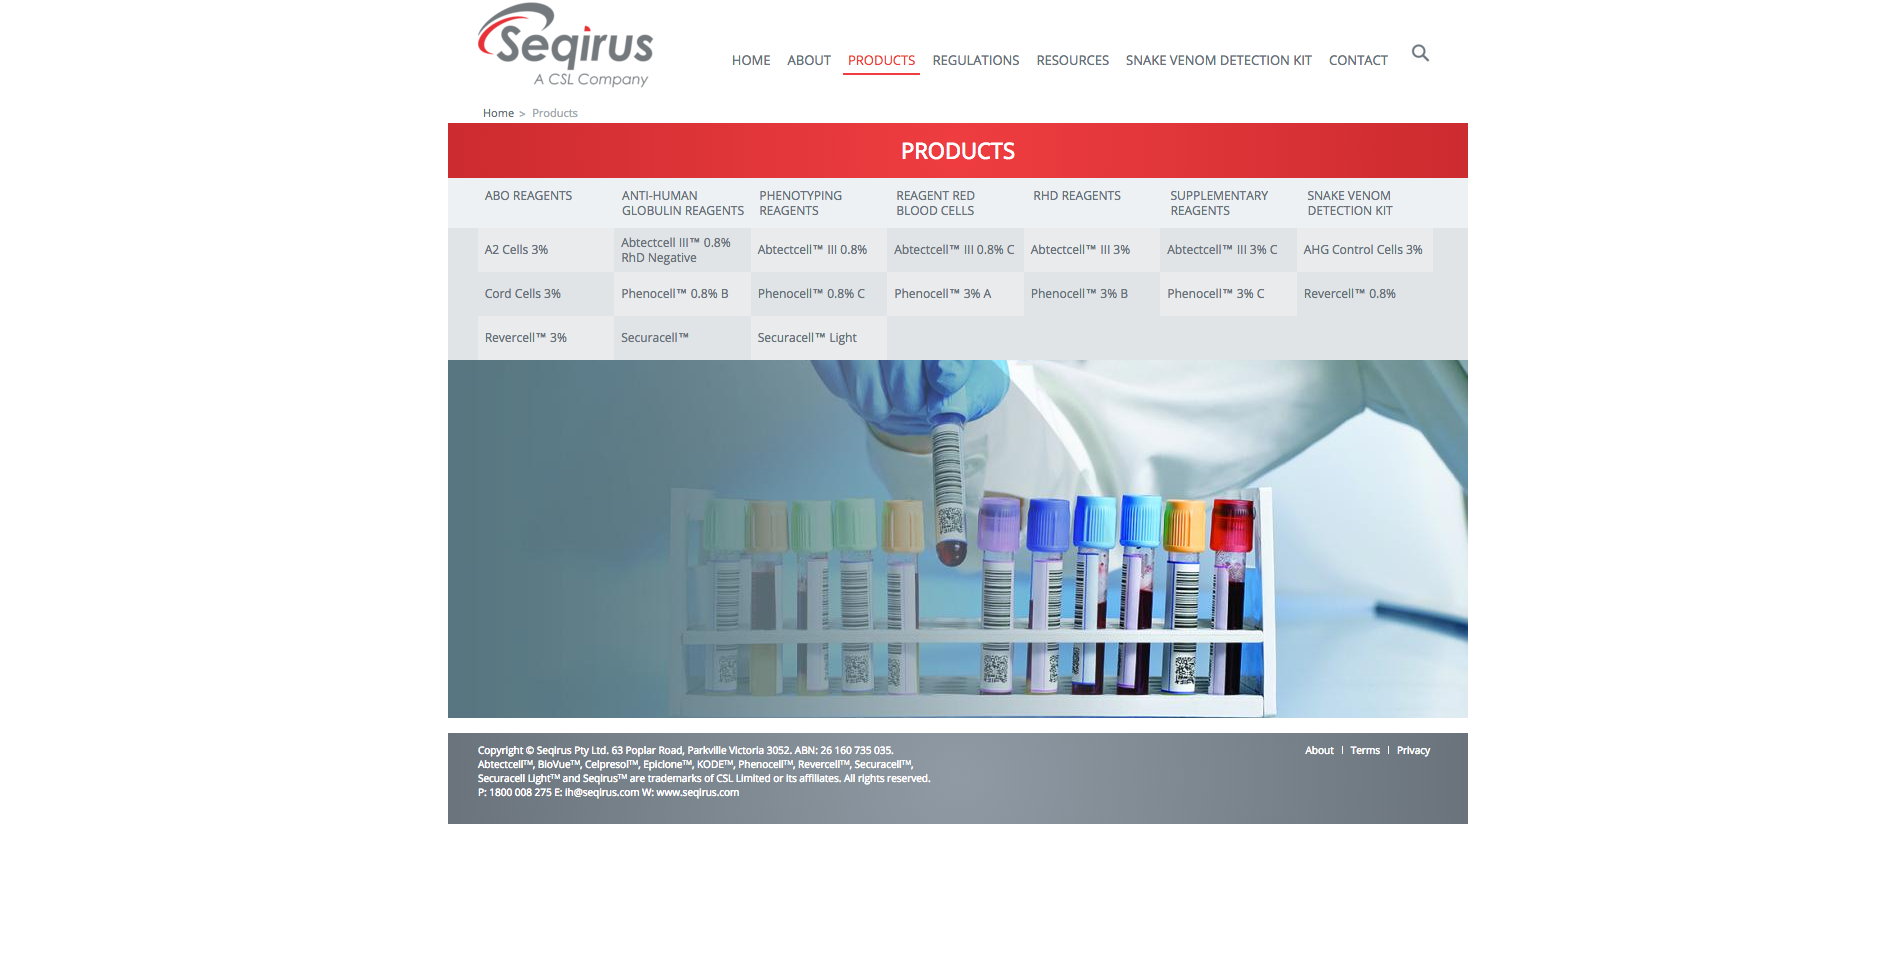 Seqirus
A CSL Company
HOME ABOUT PRODUCTS REGULATIONS RESOURCES SNAKE VENOM DETECTION KIT CONTACT
Home > Products
PRODUCTS
ABO REAGENTS
ANTI-HUMAN
GLOBULIN REAGENTS
PHENOTYPING
REAGENTS
REAGENT RED
BLOOD CELLS
RHD REAGENTS
SUPPLEMENTARY
REAGENTS
SNAKE VENOM
DETECTION KIT
A2 Cells 3%
Abtectcell III™ 0.8%
RhD Negative
Abtectcell™ III 0.8%
Abtectcell™ III 0.8% C
Abtectcell™ III 3%
Abtectcell™ III 3% C
AHG Control Cells 3%
Cord Cells 3%
Phenocell™ 0.8% B
Phenocell™ 0.8% C
Phenocell™ 3% A
Phenocell™ 3% B
Phenocell™ 3% C
Revercell™ 0.8%
Revercell™ 3%
Securacell™
Securacell™ Light
Copyright © Seqirus Pty Ltd. 63 Poplar Road, Parkville Victoria 3052. ABN: 26 160 735 035.
Abtectcell™, BioVue™, Celpresol™, Epiclone™, KODE™, Phenocell™, Revercell™, Securacell™,
Securacell Light™ and Seqirus™ are trademarks of CSL Limited or its affiliates. All rights reserved.
P: 1800 008 275 E: ih@seqirus.com W: www.seqirus.com
About | Terms | Privacy